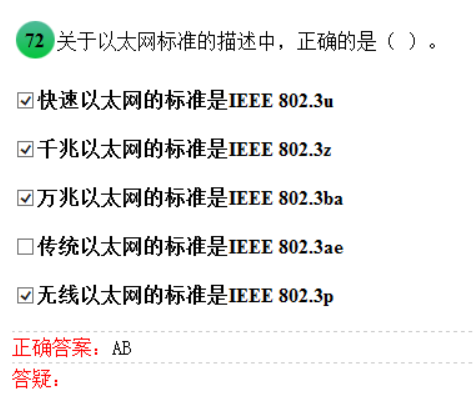 72 关于以太网标准的描述中，正确的是（ ）。
快速以太网的标准是IEEE 802.3u
千兆以太网的标准是IEEE 802.3z
万兆以太网的标准是IEEE 802.3ba
传统以太网的标准是IEEE 802.3ae
无线以太网的标准是IEEE 802.3p
正确答案：AB
答疑：